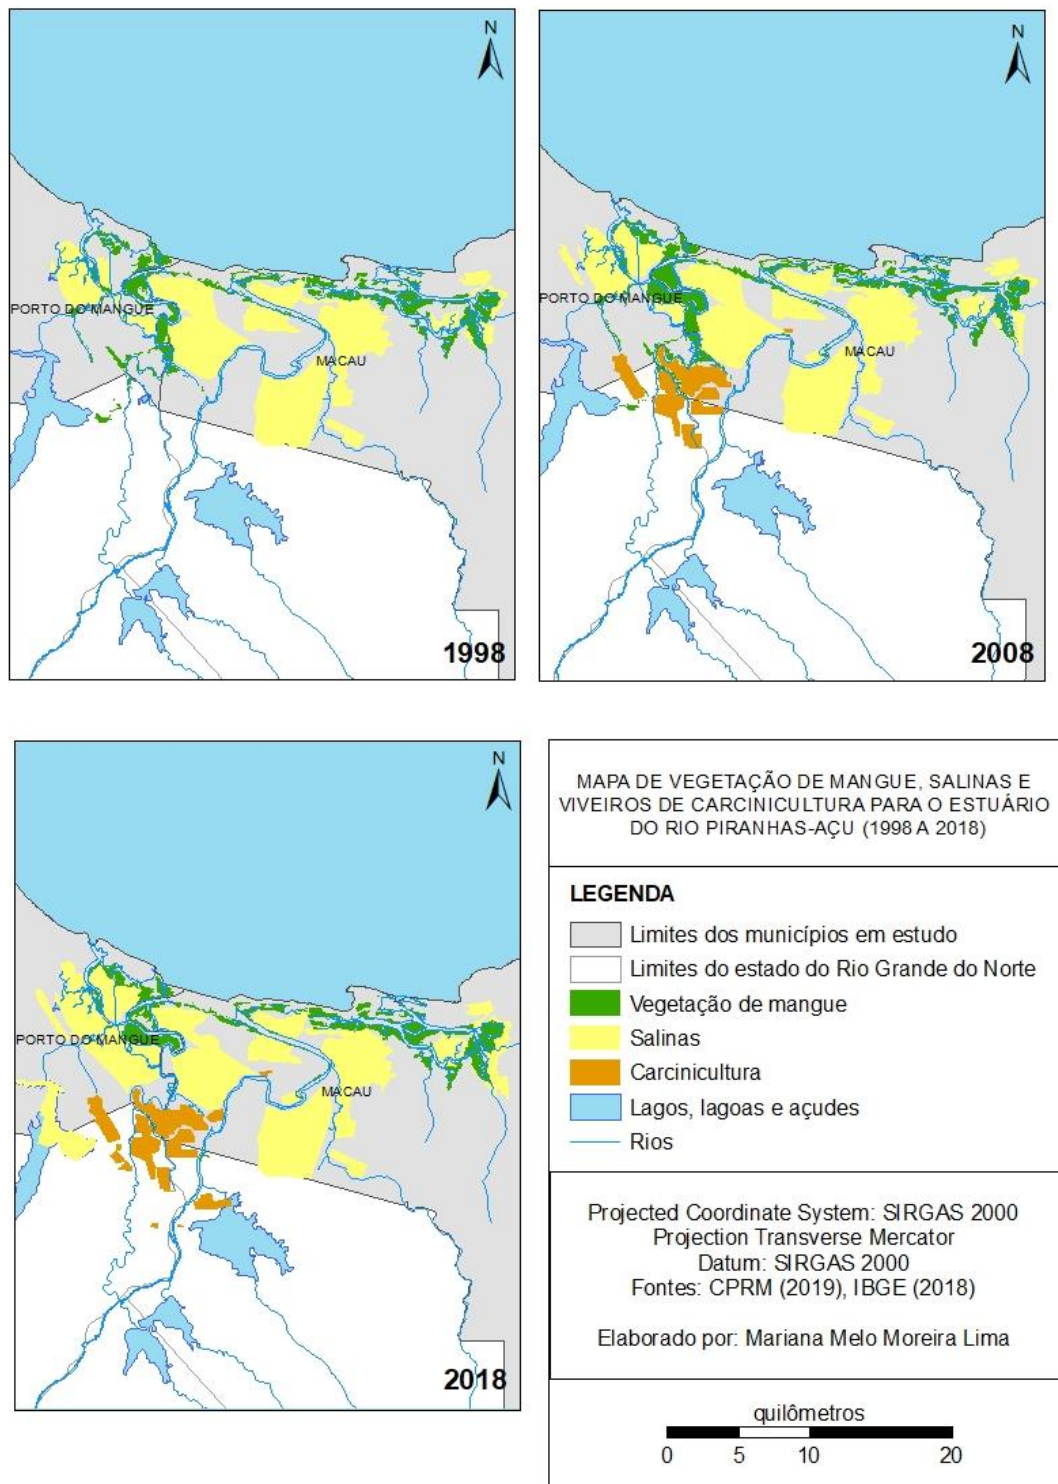 N
PORTO DO MANGUE
MACAU
1998
N
PORTO DO MANGUE
MACAU
2008
N
PORTO DO MANGUE
MACAU
2018
MAPA DE VEGETAÇÃO DE MANGUE, SALINAS E
VIVEIROS DE CARCINICULTURA PARA O ESTUÁRIO
DO RIO PIRANHAS-AÇU (1998 A 2018)
LEGENDA
Limites dos municípios em estudo
Limites do estado do Rio Grande do Norte
Vegetação de mangue
Salinas
Carcinicultura
Lagos, lagoas e açudes
Rios
Projected Coordinate System: SIRGAS 2000
Projection Transverse Mercator
Datum: SIRGAS 2000
Fontes: CPRM (2019), IBGE (2018)
Elaborado por: Mariana Melo Moreira Lima
quilômetros
0 5 10 20